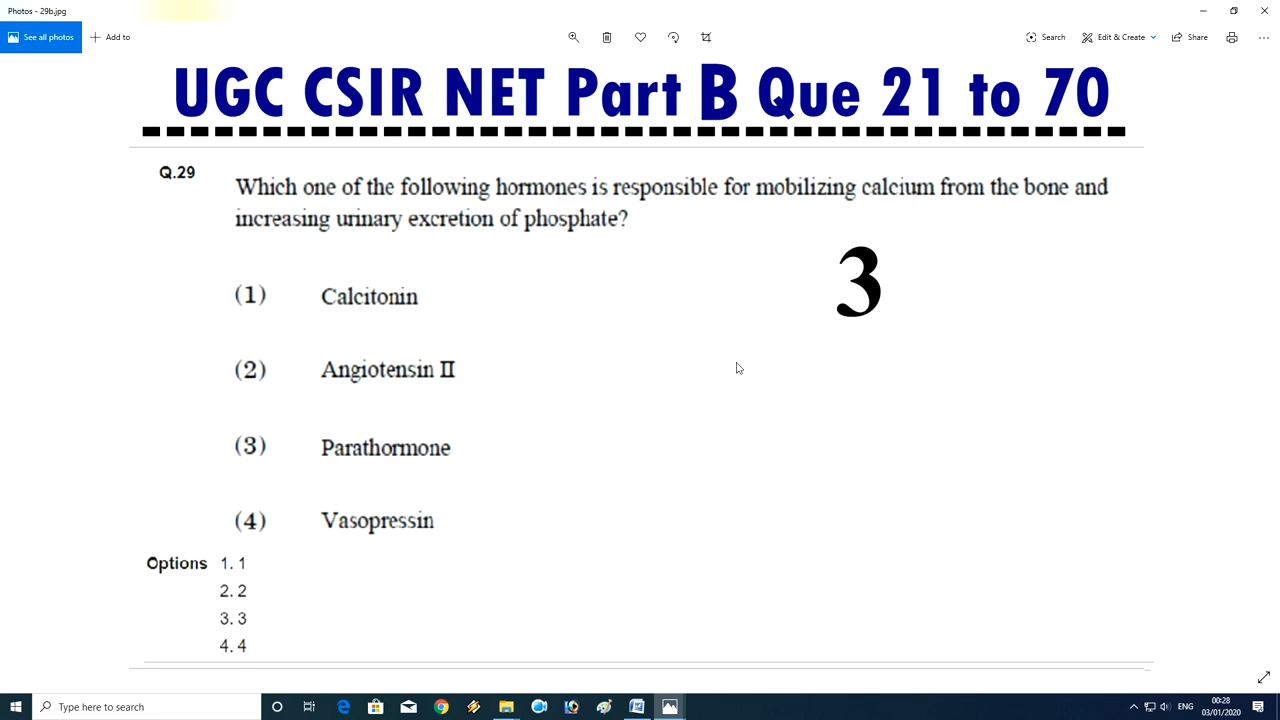 Photos - 29b.jpg
See all photos
Add to
Search
Edit & Create
Share
UGC CSIR NET Part B Que 21 to 70
Q.29
Which one of the following hormones is responsible for mobilizing calcium from the bone and
increasing urinary excretion of phosphate?
3
(1) Calcitonin
(2) Angiotensin II
(3) Parathormone
(4) Vasopressin
Options 1. 1
2. 2
3. 3
4. 4
Type here to search
ENG
00:28
03/01/2020